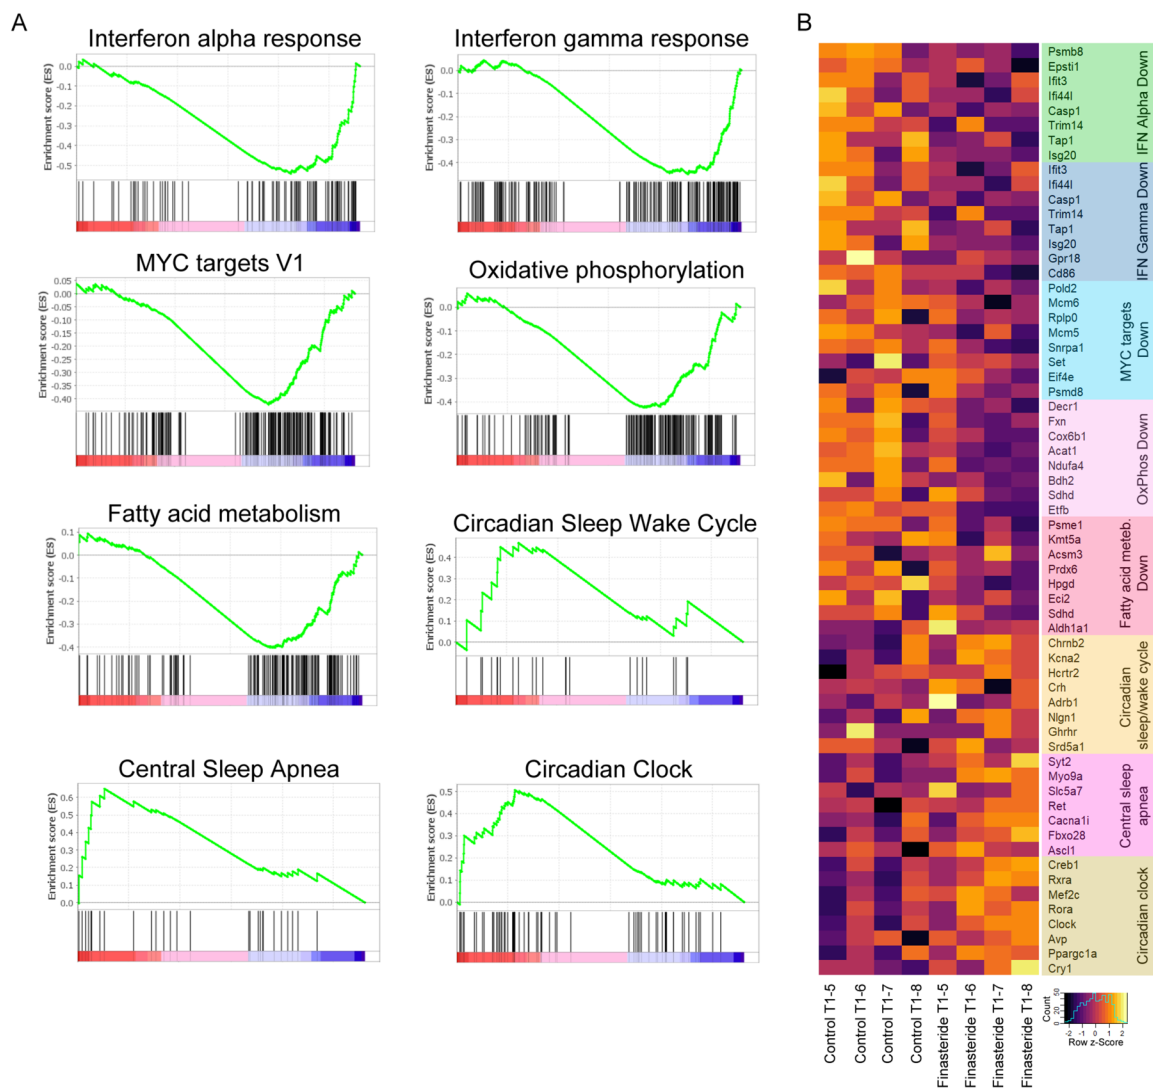 A
Interferon alpha response
Enrichment score (ES)
0.0
-0.1
-0.2
-0.3
-0.4
-0.5
Interferon gamma response
Enrichment score (ES)
0.0
-0.1
-0.2
-0.3
-0.4
MYC targets V1
Enrichment score (ES)
0.05
0.00
-0.05
-0.10
-0.15
-0.20
-0.25
-0.30
-0.35
-0.40
Oxidative phosphorylation
Enrichment score (ES)
0.0
-0.1
-0.2
-0.3
-0.4
Fatty acid metabolism
Enrichment score (ES)
0.1
0.0
-0.1
-0.2
-0.3
-0.4
Circadian Sleep Wake Cycle
Enrichment score (ES)
0.4
0.3
0.2
0.1
0.0
Central Sleep Apnea
Enrichment score (ES)
0.6
0.5
0.4
0.3
0.2
0.1
0.0
Circadian Clock
Enrichment score (ES)
0.5
0.4
0.3
0.2
0.1
0.0
B
Psmb8
Epsti1
Ifit3
Ifi44l
Casp1
Trim14
Tap1
Isg20
IFN Alpha Down
Ifit3
Ifi44l
Casp1
Trim14
Tap1
Isg20
Gpr18
Cd86
IFN Gamma Down
Pold2
Mcm6
Rplp0
Mcm5
Snrpa1
Set
Eif4e
Psmd8
MYC targets
Down
Decr1
Fxn
Cox6b1
Acat1
Ndufa4
Bdh2
Sdhd
Etfb
OxPhos Down
Psme1
Kmt5a
Acsm3
Prdx6
Hpgd
Eci2
Sdhd
Aldh1a1
Fatty acid meteb.
Down
Chrnb2
Kcna2
Hcrtr2
Crh
Adrb1
Nlgn1
Ghrhr
Srd5a1
Circadian
sleep/wake cycle
Syt2
Myo9a
Slc5a7
Ret
Cacna1i
Fbxo28
Ascl1
Central sleep
apnea
Creb1
Rxra
Mef2c
Rora
Clock
Avp
Ppargc1a
Cry1
Circadian clock
Control T1-5
Control T1-6
Control T1-7
Control T1-8
Finasteride T1-5
Finasteride T1-6
Finasteride T1-7
Finasteride T1-8
Count
0 20 50
-2 -1 0 1 2
Row z-Score